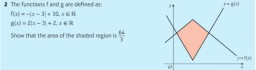 2 The functions f and g are defined as:
f(x) = –|x – 3| + 10, x ∈ ℝ
g(x) = 2|x – 3| + 2, x ∈ ℝ
Show that the area of the shaded region is 64/3
y
y = g(x)
y = f(x)
O
x